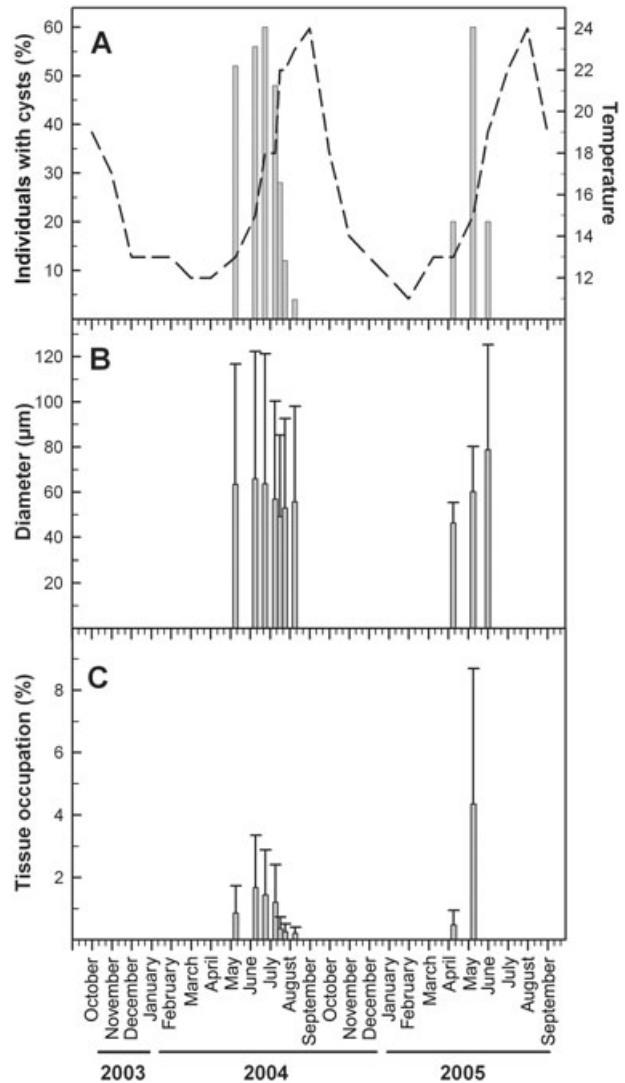 A
Individuals with cysts (%)
60
50
40
30
20
10
Temperature
24
22
20
18
16
14
12
B
Diameter (µm)
120
100
80
60
40
20
C
Tissue occupation (%)
8
6
4
2
October
November
December
January
February
March
April
May
June
July
August
September
October
November
December
January
February
March
April
May
June
July
August
September
2003
2004
2005